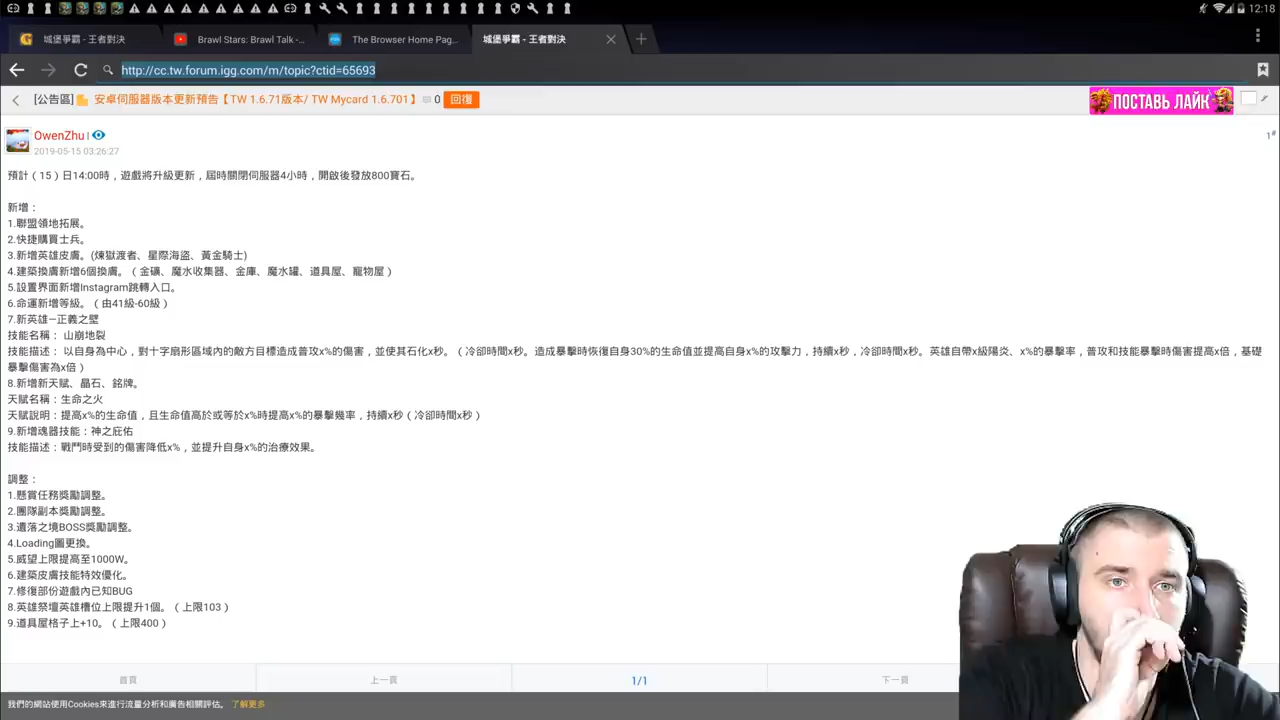 12:18
城堡爭霸 - 王者對決
Brawl Stars: Brawl Talk -...
The Browser Home Pag...
城堡爭霸 - 王者對決
http://cc.tw.forum.igg.com/m/topic?ctid=65693
[公告區] 安卓伺服器版本更新預告【TW 1.6.71版本/ TW Mycard 1.6.701】 0 回復
ПОСТАВЬ ЛАЙК
OwenZhu |
1#
2019-05-15 03:26:27
預計（15）日14:00時，遊戲將升級更新，屆時關閉伺服器4小時，開啟後發放800寶石。
新增：
1.聯盟領地拓展。
2.快捷購買士兵。
3.新增英雄皮膚。(煉獄渡者、星際海盜、黃金騎士)
4.建築換膚新增6個換膚。（金礦、魔水收集器、金庫、魔水罐、道具屋、寵物屋）
5.設置界面新增Instagram跳轉入口。
6.命運新增等級。（由41級-60級）
7.新英雄—正義之壁
技能名稱： 山崩地裂
技能描述： 以自身為中心，對十字扇形區域內的敵方目標造成普攻x%的傷害，並使其石化x秒。（冷卻時間x秒。造成暴擊時恢復自身30%的生命值並提高自身x%的攻擊力，持續x秒，冷卻時間x秒。英雄自帶x級陽炎、x%的暴擊率，普攻和技能暴擊時傷害提高x倍，基礎
暴擊傷害為x倍）
8.新增新天賦、晶石、銘牌。
天賦名稱：生命之火
天賦說明：提高x%的生命值，且生命值高於或等於x%時提高x%的暴擊幾率，持續x秒（冷卻時間x秒）
9.新增魂器技能：神之庇佑
技能描述：戰鬥時受到的傷害降低x%，並提升自身x%的治療效果。
調整：
1.懸賞任務獎勵調整。
2.團隊副本獎勵調整。
3.遺落之境BOSS獎勵調整。
4.Loading圖更換。
5.威望上限提高至1000W。
6.建築皮膚技能特效優化。
7.修復部份遊戲內已知BUG
8.英雄祭壇英雄槽位上限提升1個。（上限103）
9.道具屋格子上+10。（上限400）
首頁
上一頁
1/1
下一頁
我們的網站使用Cookies來進行流量分析和廣告相關評估。 了解更多